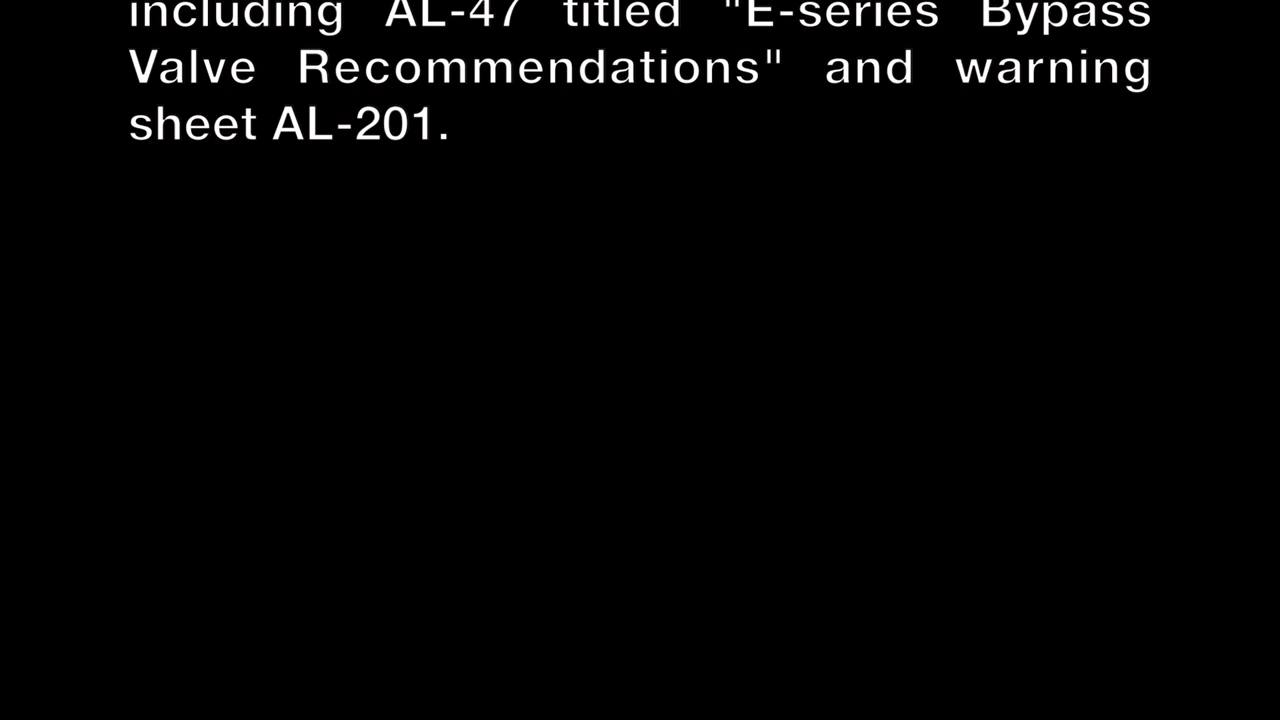 including AL-47 titled "E-series Bypass
Valve Recommendations" and warning
sheet AL-201.